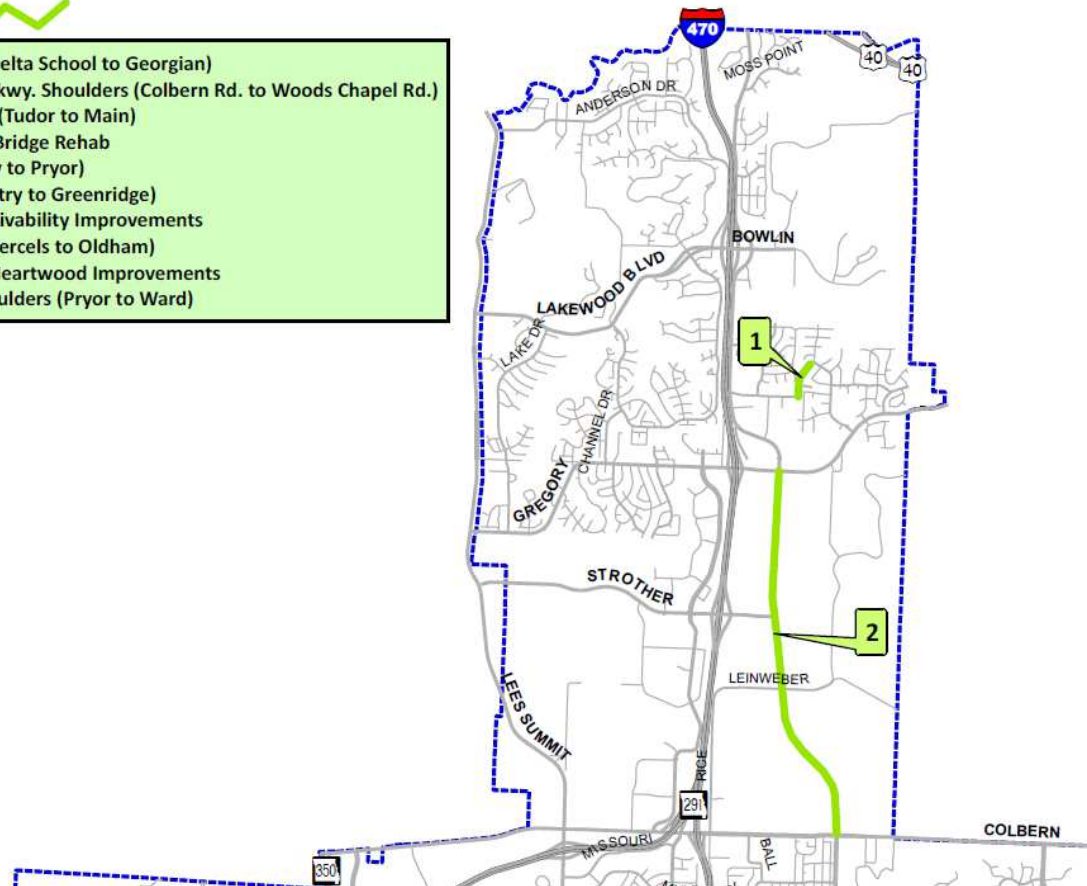 elta School to Georgian)
kwy. Shoulders (Colbern Rd. to Woods Chapel Rd.)
(Tudor to Main)
Bridge Rehab
to Pryor)
try to Greenridge)
ivability Improvements
ercels to Oldham)
Heartwood Improvements
ulders (Pryor to Ward)
470
MOSS POINT
40
40
ANDERSON DR
BOWLIN
LAKEWOOD BLVD
LAKE DR
1
CHANNEL DR
GREGORY
STROTHER
2
LEINWEBER
LEES SUMMIT
RICE
291
COLBERN
MISSOURI
BALL
350